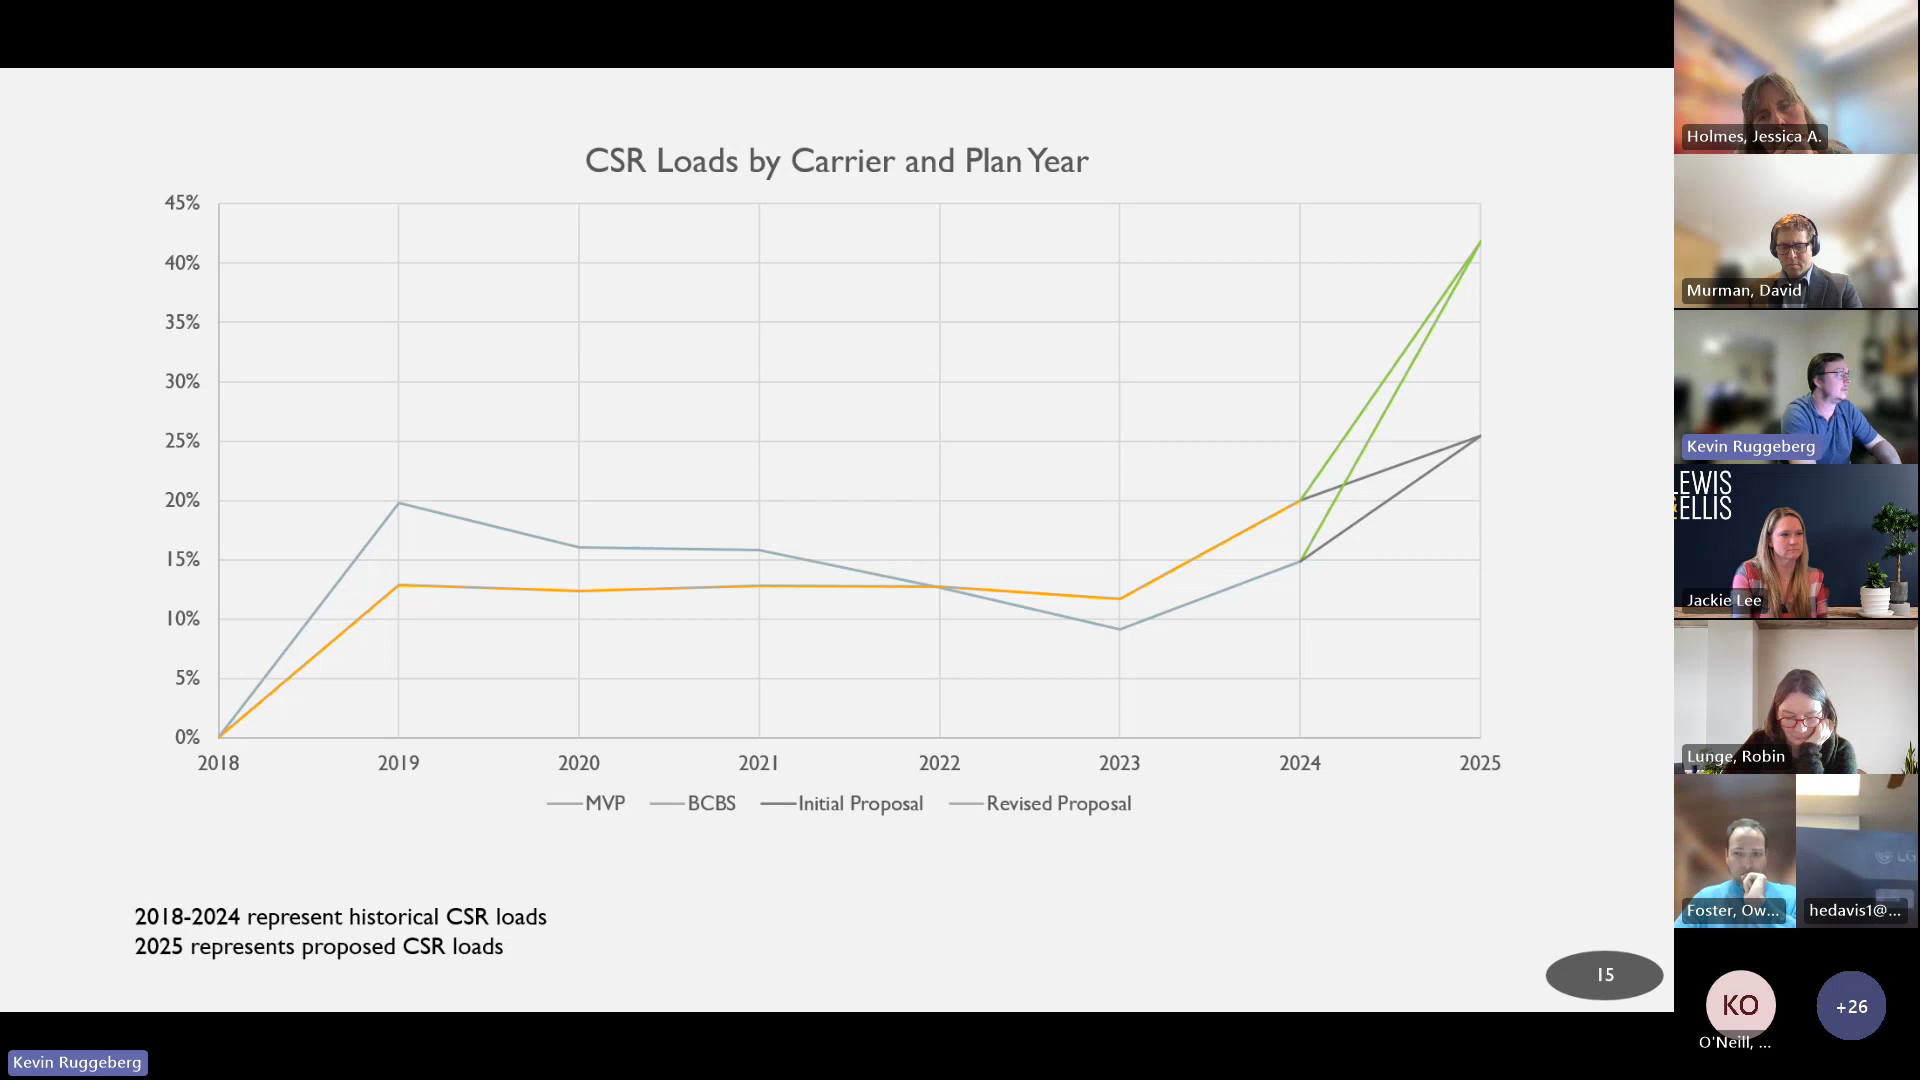 CSR Loads by Carrier and Plan Year
45%
40%
35%
30%
25%
20%
15%
10%
5%
0%
2018 2019 2020 2021 2022 2023 2024 2025
MVP BCBS Initial Proposal Revised Proposal
2018-2024 represent historical CSR loads
2025 represents proposed CSR loads
15
Kevin Ruggeberg
Holmes, Jessica A.
Murman, David
Kevin Ruggeberg
LEWIS
ELLIS
Jackie Lee
Lunge, Robin
LG
Foster, Ow... hedavis1@...
KO +26
O'Neill, ...